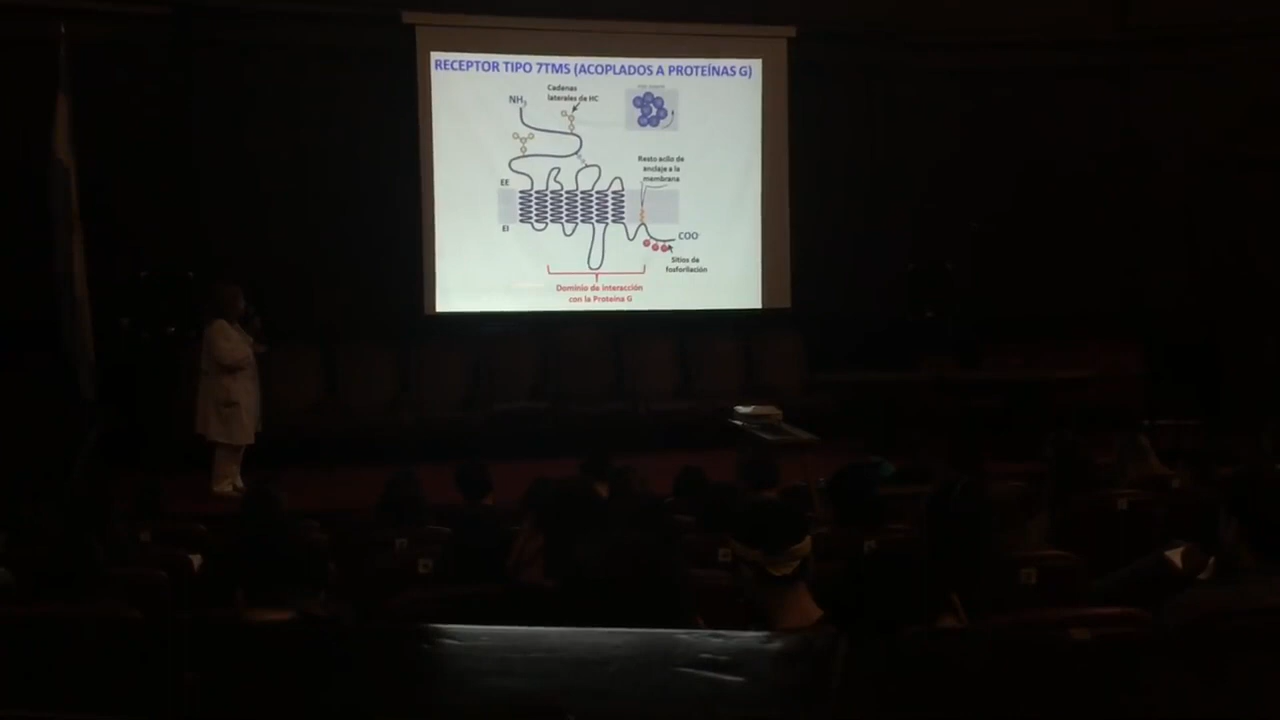 RECEPTOR TIPO 7TMS (ACOPLADOS A PROTEÍNAS G)
Cadenas
laterales de HC
NH3
Resto acilo de
anclaje a la
membrana
EE
EI
COO-
Sitios de
fosforilación
Dominio de interacción
con la Proteína G